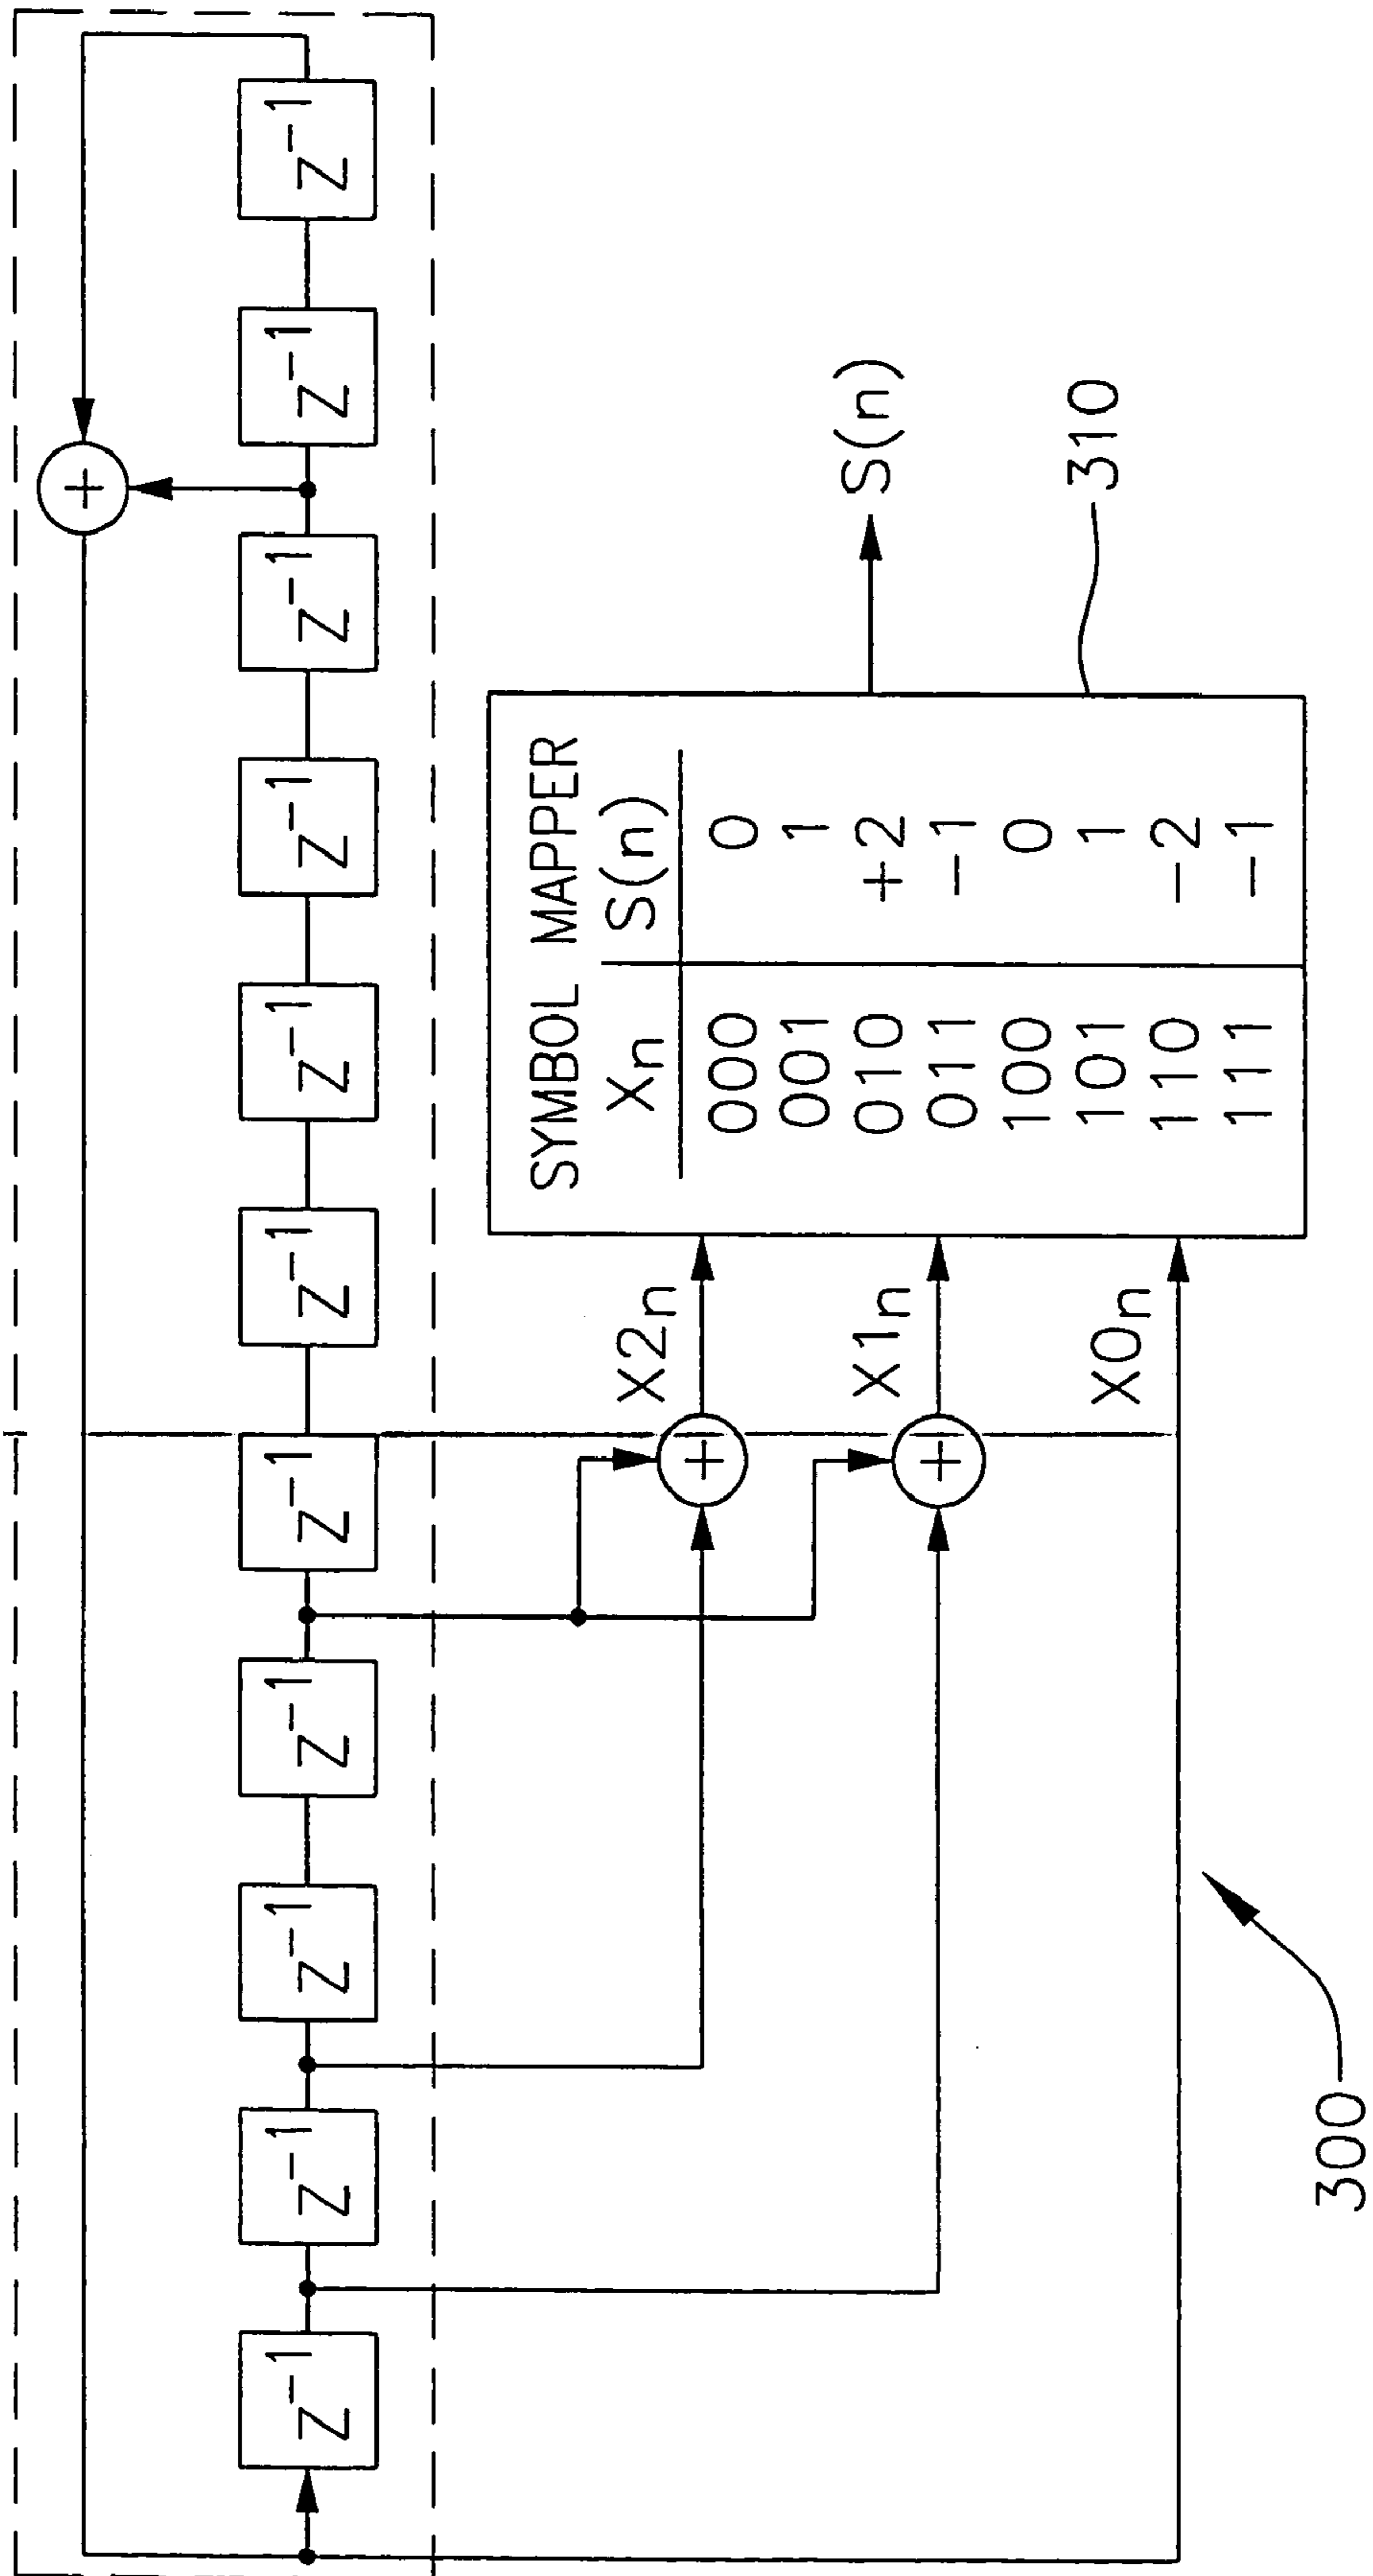 +
Z⁻¹ Z⁻¹ Z⁻¹ Z⁻¹ Z⁻¹ Z⁻¹ Z⁻¹ Z⁻¹ Z⁻¹ Z⁻¹ Z⁻¹
X2ₙ
+
X1ₙ
+
X0ₙ
SYMBOL MAPPER
Xₙ S(n)
000 0
001 1
010 +2
011 −1
100 0
101 1
110 −2
111 −1
S(n)
310
300